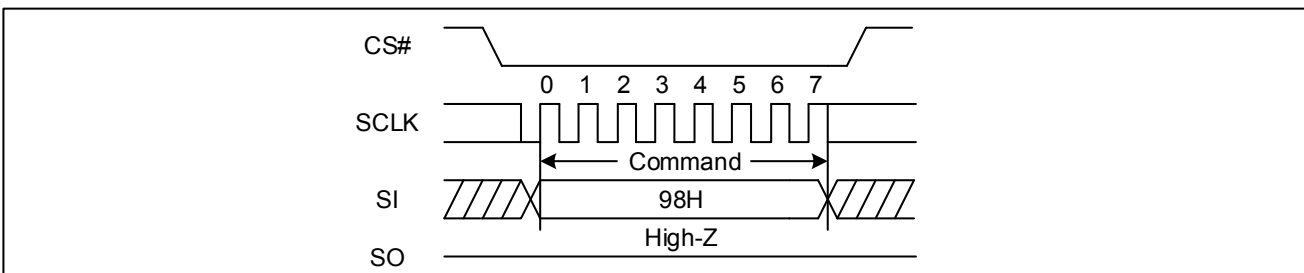 CS#
0 1 2 3 4 5 6 7
SCLK
Command
SI
98H
High-Z
SO